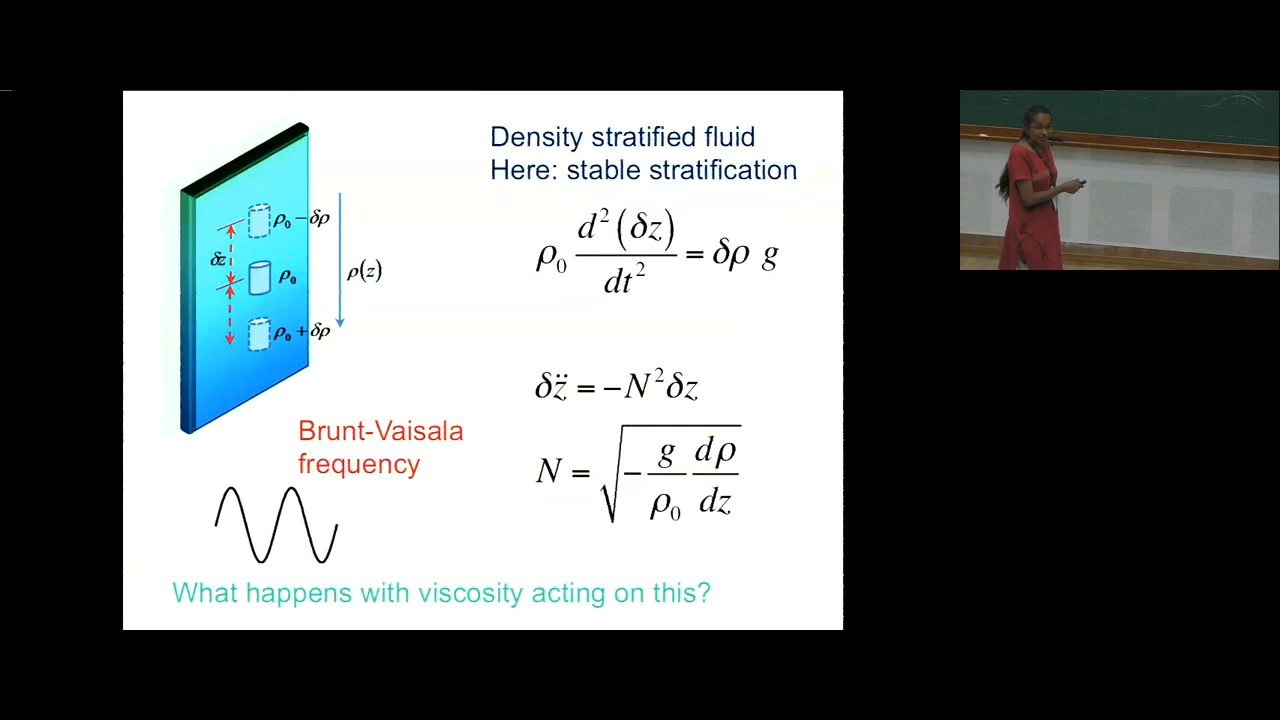 Density stratified fluid
Here: stable stratification
ρ₀ − δρ
δz
ρ₀
ρ(z)
ρ₀ + δρ
ρ₀ d²(δz)/dt² = δρ g
δz̈ = −N²δz
N = √(−(g/ρ₀)(dρ/dz))
Brunt-Vaisala
frequency
What happens with viscosity acting on this?